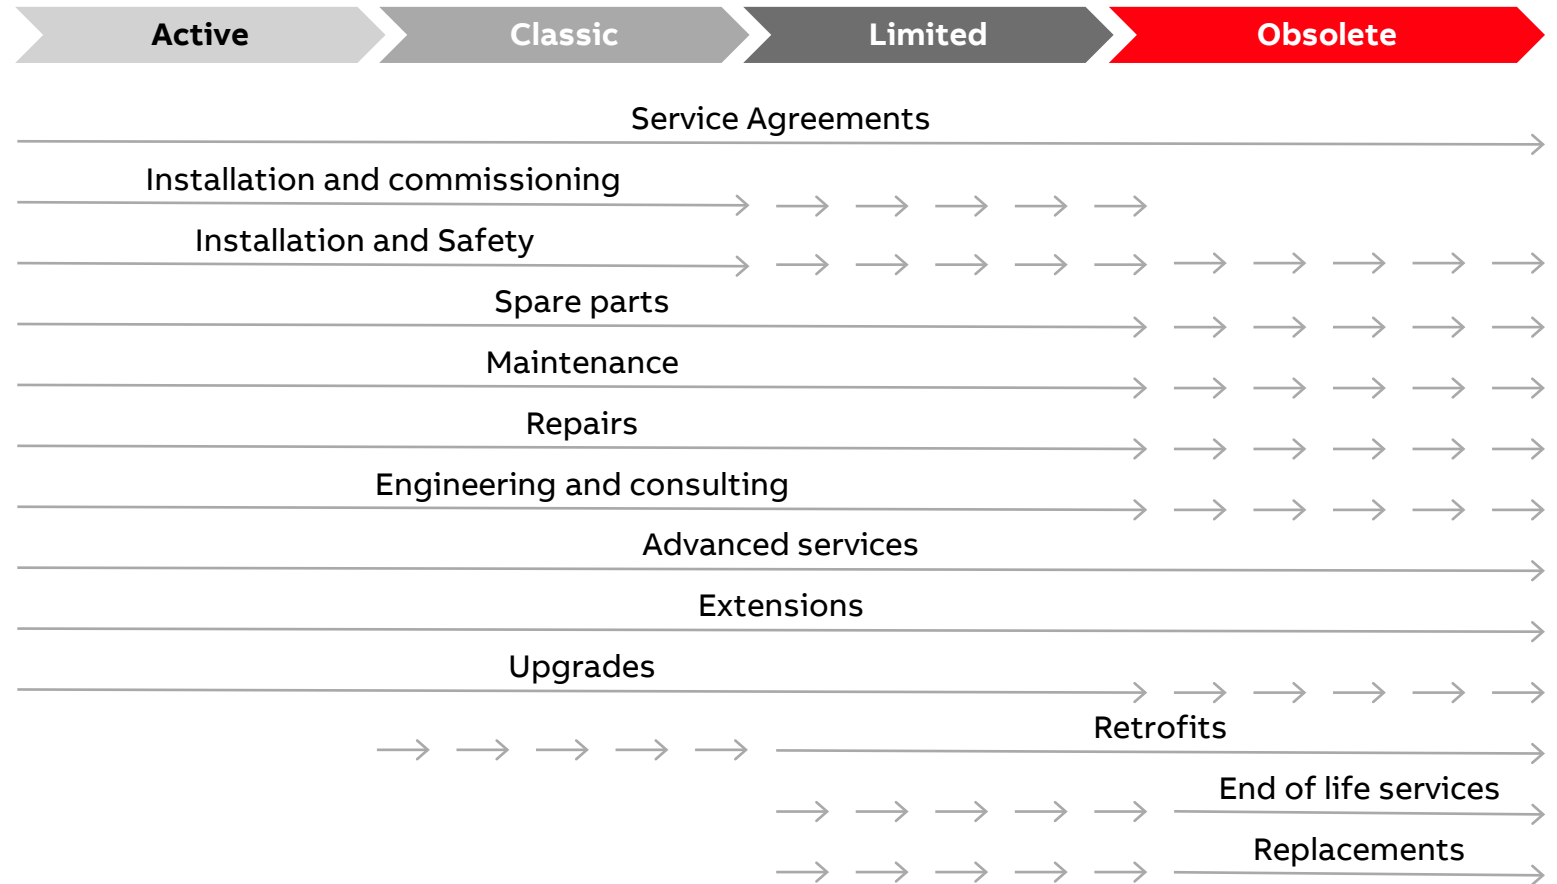 Active
Classic
Limited
Obsolete
Service Agreements
Installation and commissioning
Installation and Safety
Spare parts
Maintenance
Repairs
Engineering and consulting
Advanced services
Extensions
Upgrades
Retrofits
End of life services
Replacements